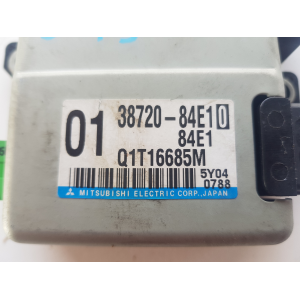 01 38720-84E10
84E1
Q1T16685M
5Y04
0788
MITSUBISHI ELECTRIC CORP., JAPAN